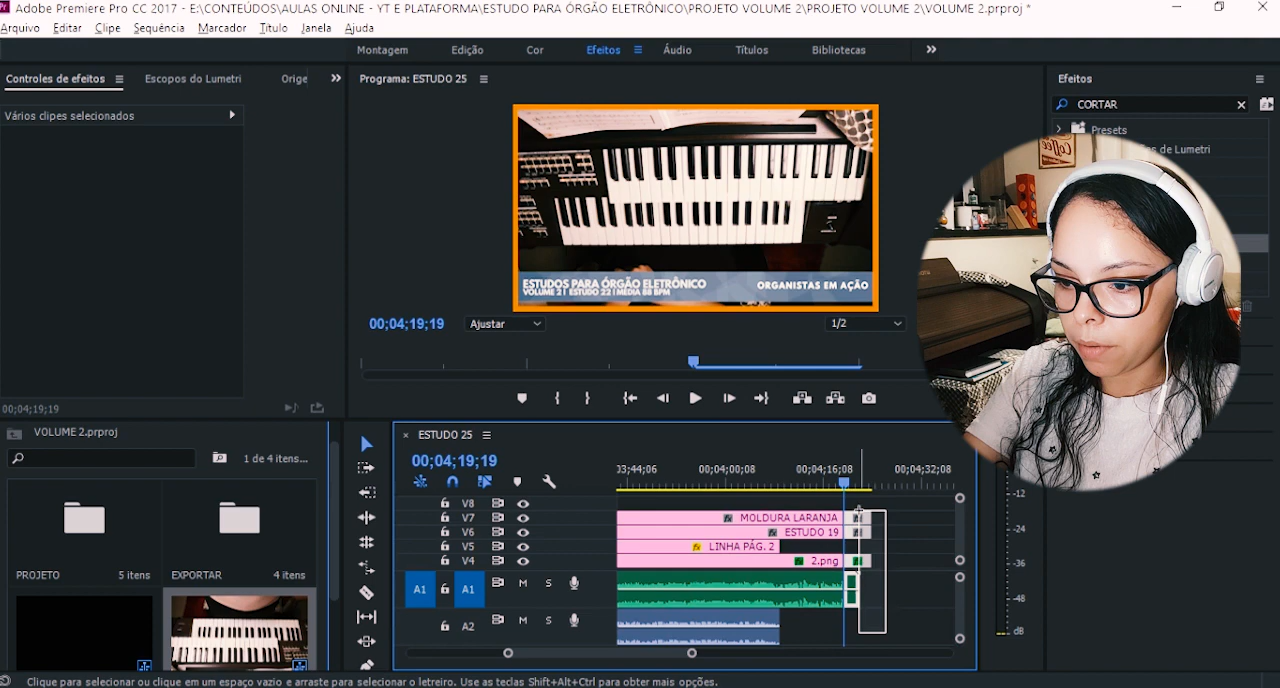 Adobe Premiere Pro CC 2017 - E:\CONTEÚDOS\AULAS ONLINE - YT E PLATAFORMA\ESTUDO PARA ÓRGÃO ELETRÔNICO\PROJETO VOLUME 2\PROJETO VOLUME 2\VOLUME 2.prproj *
Arquivo Editar Clipe Sequência Marcador Título Janela Ajuda
Montagem Edição Cor Efeitos Áudio Títulos Bibliotecas
Controles de efeitos Escopos do Lumetri Orige
Programa: ESTUDO 25
Efeitos
CORTAR
Vários clipes selecionados
Presets
es de Lumetri
Coffee
ESTUDOS PARA ÓRGÃO ELETRÔNICO
VOLUME 2 | ESTUDO 22 | MÉDIA 88 BPM
ORGANISTAS EM AÇÃO
00;04;19;19 Ajustar 1/2
00;04;19;19
VOLUME 2.prproj
1 de 4 itens...
PROJETO 5 itens
EXPORTAR 4 itens
ESTUDO 25
00;04;19;19
33;44;06 00;04;00;08 00;04;16;08 00;04;32;08
V8
V7 MOLDURA LARANJA
V6 ESTUDO 19
V5 LINHA PÁG. 2
V4 2.png
A1 A1 M S
A2 M S
-12
-24
-36
-48
dB
Clique para selecionar ou clique em um espaço vazio e arraste para selecionar o letreiro. Use as teclas Shift+Alt+Ctrl para obter mais opções.